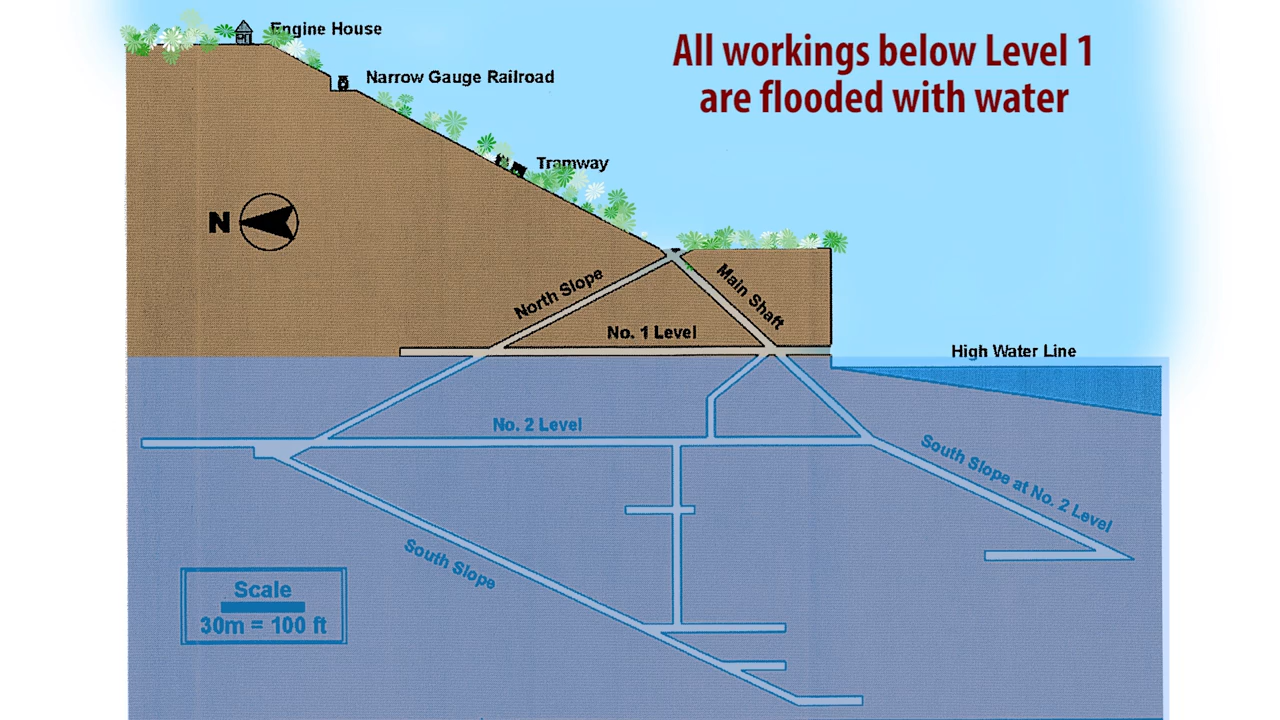 Engine House
All workings below Level 1
are flooded with water
Narrow Gauge Railroad
Tramway
N
North Slope
Main Shaft
No. 1 Level
High Water Line
No. 2 Level
South Slope at No. 2 Level
South Slope
Scale
30m = 100 ft